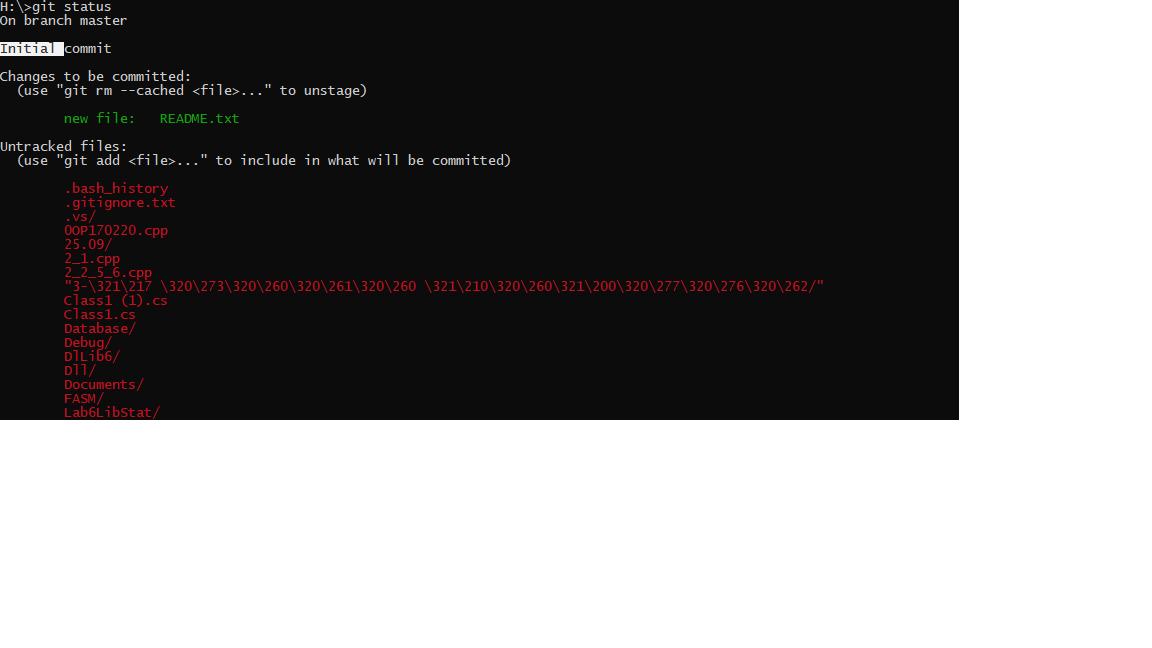 H:\>git status
On branch master
Initial commit
Changes to be committed:
(use "git rm --cached <file>..." to unstage)
new file:   README.txt
Untracked files:
(use "git add <file>..." to include in what will be committed)
.bash_history
.gitignore.txt
.vs/
0OP170220.cpp
25.09/
2_1.cpp
2_2_5_6.cpp
"3-\321\217 \320\273\320\260\320\261\320\260 \321\210\320\260\321\200\320\277\320\276\320\262/"
Class1 (1).cs
Class1.cs
Database/
Debug/
DlLib6/
Dll/
Documents/
FASM/
Lab6LibStat/